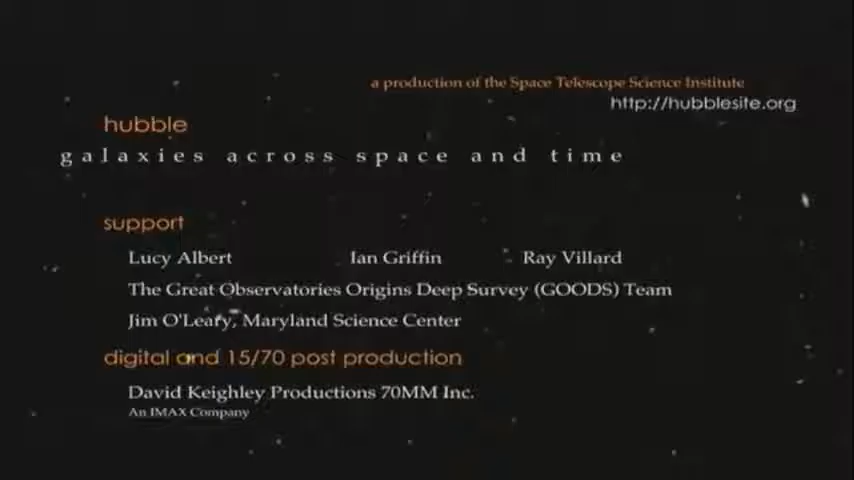 a production of the Space Telescope Science Institute
http://hubblesite.org
hubble
galaxies across space and time
support
Lucy Albert Ian Griffin Ray Villard
The Great Observatories Origins Deep Survey (GOODS) Team
Jim O'Leary, Maryland Science Center
digital and 15/70 post production
David Keighley Productions 70MM Inc.
An IMAX Company